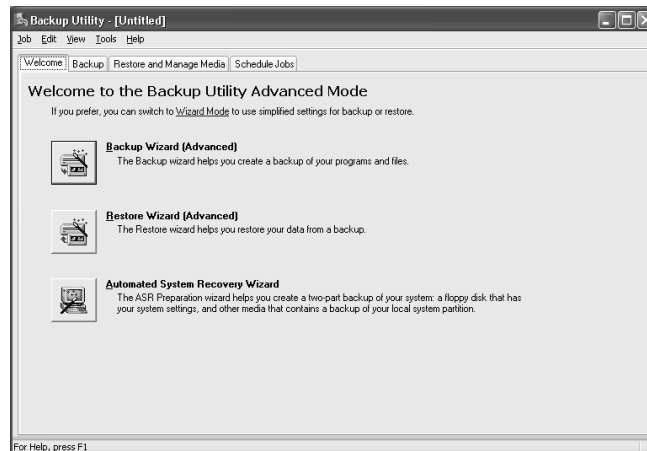 Backup Utility - [Untitled]
Job Edit View Tools Help
Welcome Backup Restore and Manage Media Schedule Jobs
Welcome to the Backup Utility Advanced Mode
If you prefer, you can switch to Wizard Mode to use simplified settings for backup or restore.
Backup Wizard (Advanced)
The Backup wizard helps you create a backup of your programs and files.
Restore Wizard (Advanced)
The Restore wizard helps you restore your data from a backup.
Automated System Recovery Wizard
The ASR Preparation wizard helps you create a two-part backup of your system: a floppy disk that has
your system settings, and other media that contains a backup of your local system partition.
For Help, press F1